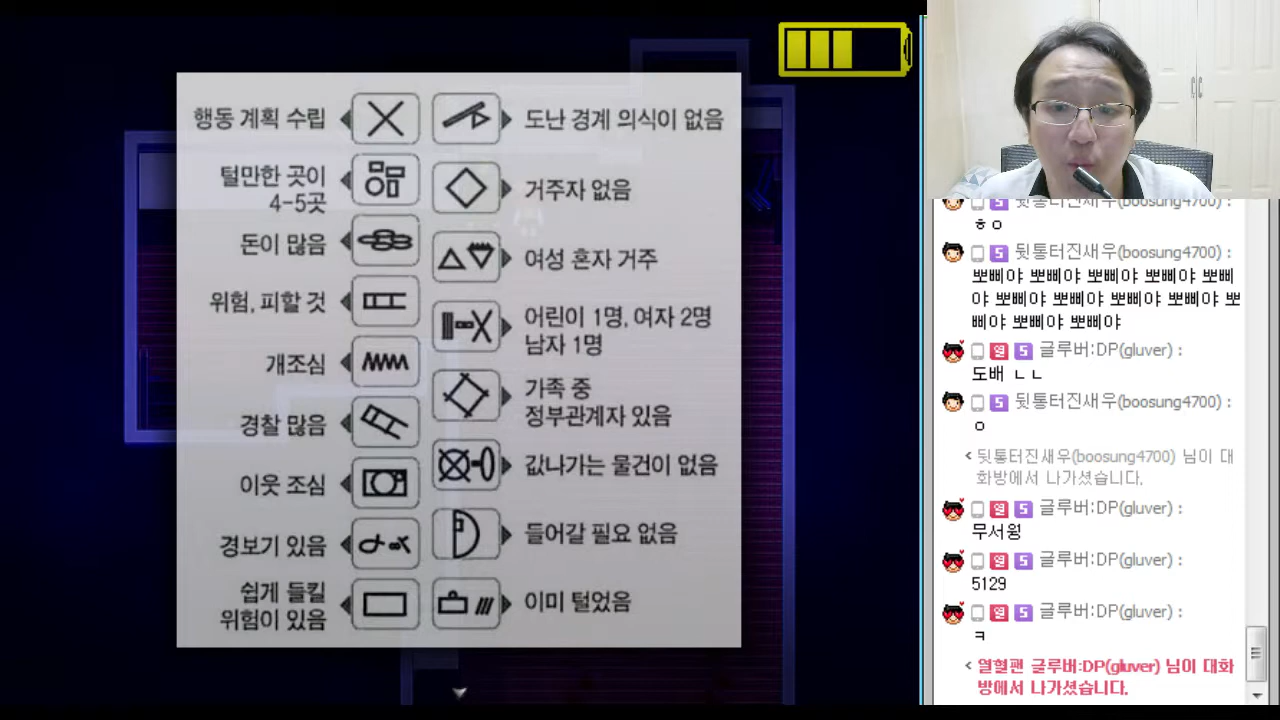 행동 계획 수립
털만한 곳이
4-5곳
돈이 많음
위험, 피할 것
개조심
경찰 많음
이웃 조심
경보기 있음
쉽게 들킬
위험이 있음
도난 경계 의식이 없음
거주자 없음
여성 혼자 거주
어린이 1명, 여자 2명
남자 1명
가족 중
정부관계자 있음
값나가는 물건이 없음
들어갈 필요 없음
이미 털었음
S 뒷통터진새우(boosung4700) :
ㅎㅇ
S 뒷통터진새우(boosung4700) :
뽀삐야 뽀삐야 뽀삐야 뽀삐야 뽀삐
야 뽀삐야 뽀삐야 뽀삐야 뽀삐야 뽀
삐야 뽀삐야 뽀삐야
열 S 글루버:DP(gluver) :
도배 ㄴㄴ
S 뒷통터진새우(boosung4700) :
ㅇ
< 뒷통터진새우(boosung4700) 님이 대
화방에서 나가셨습니다.
열 S 글루버:DP(gluver) :
무서웡
열 S 글루버:DP(gluver) :
5129
열 S 글루버:DP(gluver) :
ㅋ
< 열혈팬 글루버:DP(gluver) 님이 대화
방에서 나가셨습니다.